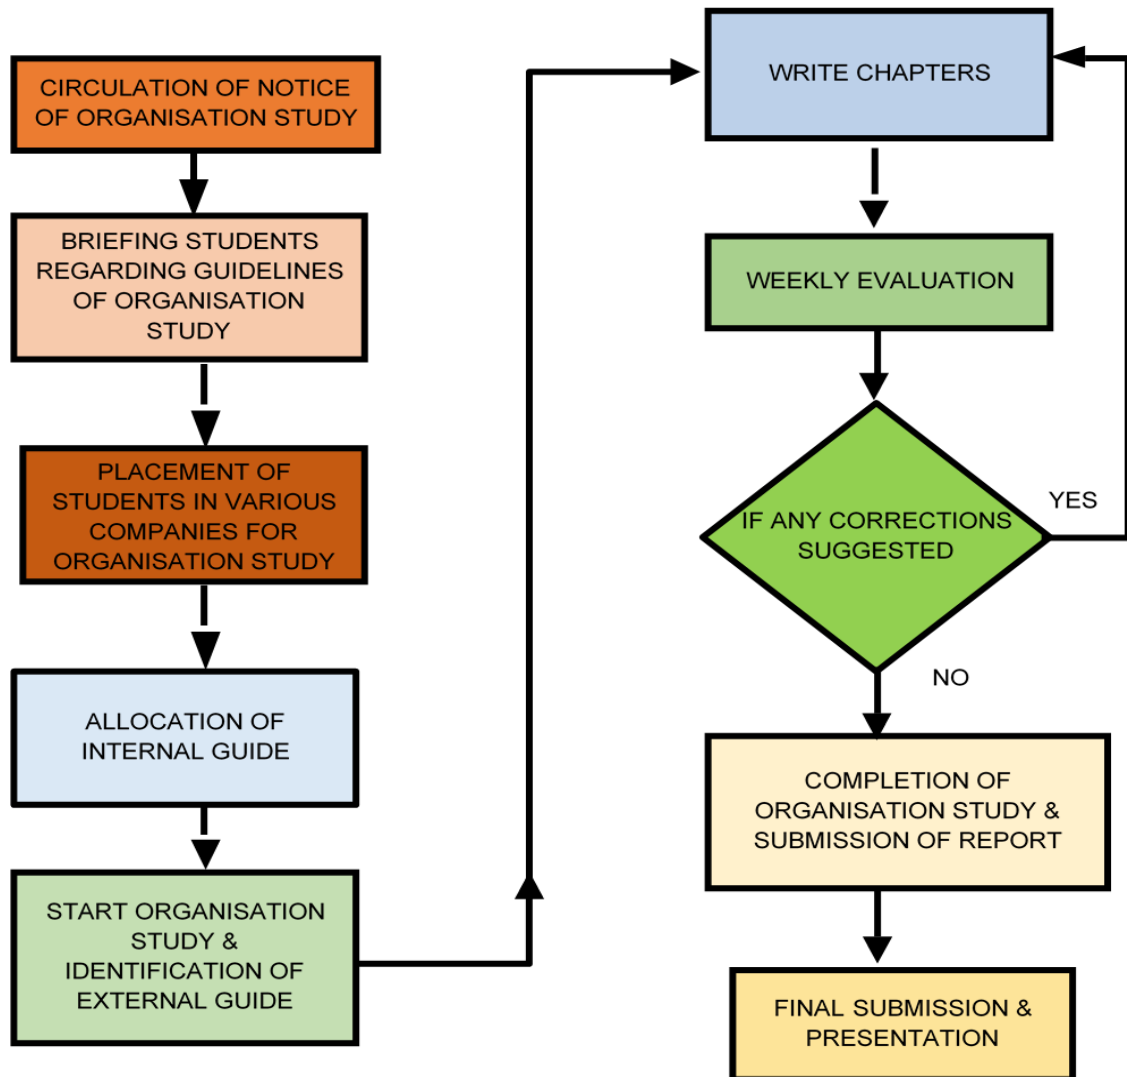 CIRCULATION OF NOTICE
OF ORGANISATION STUDY
BRIEFING STUDENTS
REGARDING GUIDELINES
OF ORGANISATION
STUDY
PLACEMENT OF
STUDENTS IN VARIOUS
COMPANIES FOR
ORGANISATION STUDY
ALLOCATION OF
INTERNAL GUIDE
START ORGANISATION
STUDY &
IDENTIFICATION OF
EXTERNAL GUIDE
WRITE CHAPTERS
WEEKLY EVALUATION
IF ANY CORRECTIONS
SUGGESTED
YES
NO
COMPLETION OF
ORGANISATION STUDY &
SUBMISSION OF REPORT
FINAL SUBMISSION &
PRESENTATION